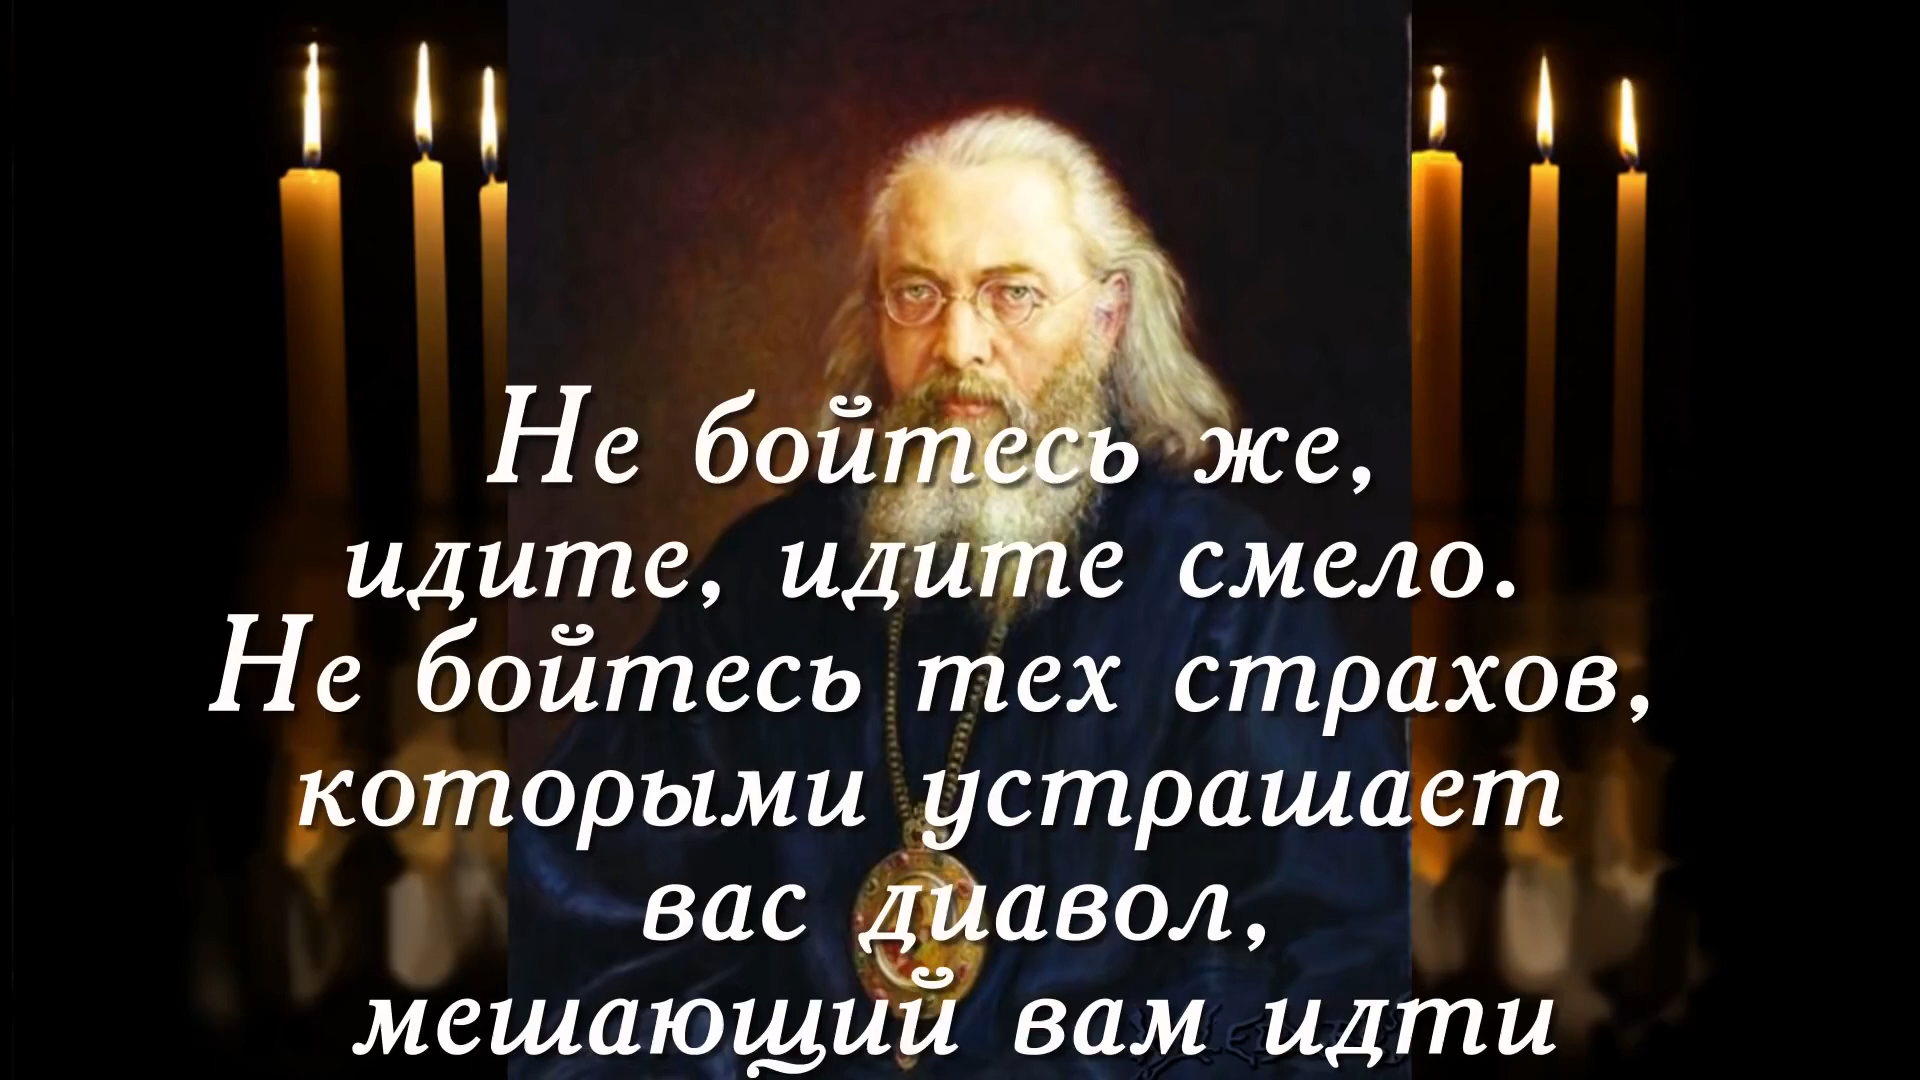 Не бойтесь же,
идите, идите смело.
Не бойтесь тех страхов,
которыми устрашает
вас диавол,
мешающий вам идти